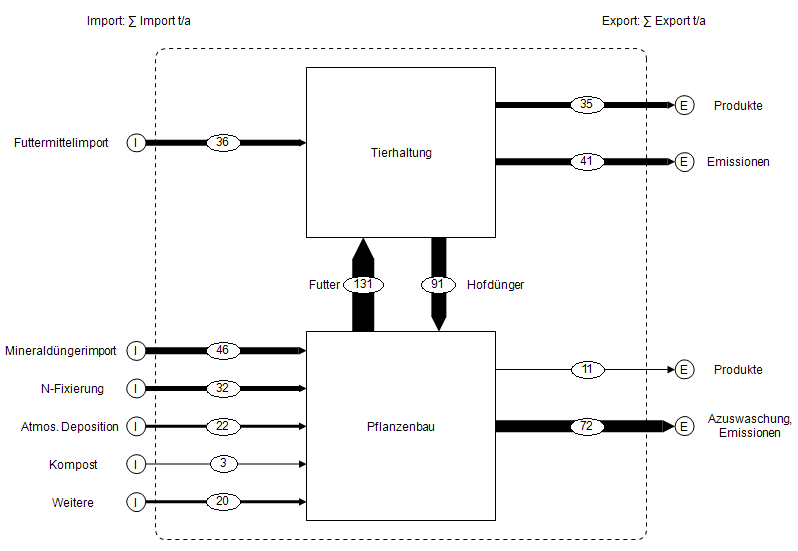 Import: ∑ Import t/a
Export: ∑ Export t/a
35
E
Produkte
Futtermittelimport
I
36
Tierhaltung
41
E
Emissionen
Futter
131
91
Hofdünger
Mineraldüngerimport
I
46
11
E
Produkte
N-Fixierung
I
32
Atmos. Deposition
I
22
Pflanzenbau
72
E
Azuswaschung,
Emissionen
Kompost
I
3
Weitere
I
20